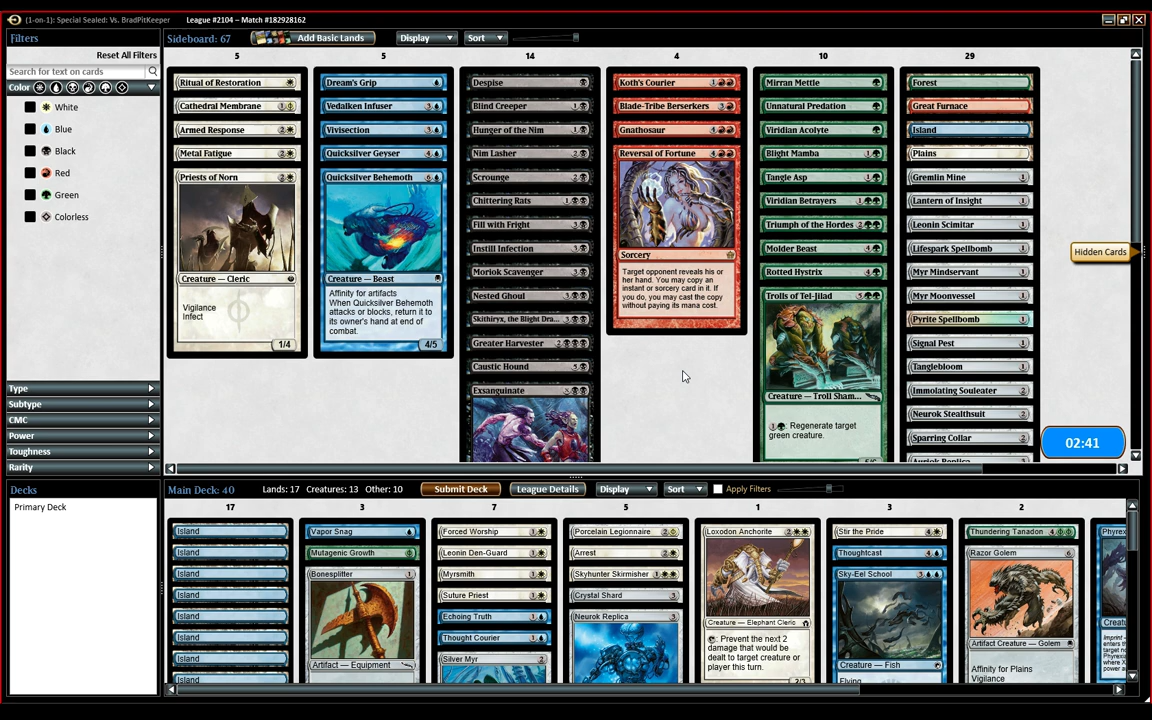 (1-on-1): Special Sealed: Vs. BradPitKeeper League #2104 – Match #182928162
Filters
Reset All Filters
Search for text on cards
Color
White
Blue
Black
Red
Green
Colorless
Type
Subtype
CMC
Power
Toughness
Rarity
Sideboard: 67 Add Basic Lands Display Sort
5 5 14 4 10 29
Ritual of Restoration
Cathedral Membrane
Armed Response
Metal Fatigue
Priests of Norn
Creature — Cleric
Vigilance
Infect
1/4
Dream's Grip
Vedalken Infuser
Vivisection
Quicksilver Geyser
Quicksilver Behemoth
Creature — Beast
Affinity for artifacts
When Quicksilver Behemoth
attacks or blocks, return it
to its owner's hand at end of
combat.
4/5
Despise
Blind Creeper
Hunger of the Nim
Nim Lasher
Scrounge
Chittering Rats
Fill with Fright
Instill Infection
Moriok Scavenger
Nested Ghoul
Skithiryx, the Blight Dra...
Greater Harvester
Caustic Hound
Exsanguinate
Koth's Courier
Blade-Tribe Berserkers
Gnathosaur
Reversal of Fortune
Sorcery
Target opponent reveals his or
her hand. You may copy an
instant or sorcery card in it. If
you do, you may cast the copy
without paying its mana cost.
Mirran Mettle
Unnatural Predation
Viridian Acolyte
Blight Mamba
Tangle Asp
Viridian Betrayers
Triumph of the Hordes
Molder Beast
Rotted Hystrix
Trolls of Tel-Jilad
Creature — Troll Sham...
: Regenerate target
green creature.
Forest
Great Furnace
Island
Plains
Gremlin Mine
Lantern of Insight
Leonin Scimitar
Lifespark Spellbomb
Myr Mindservant
Myr Moonvessel
Pyrite Spellbomb
Signal Pest
Tanglebloom
Immolating Souleater
Neurok Stealthsuit
Sparring Collar
Auriok Replica
Hidden Cards
02:41
Decks
Primary Deck
Main Deck: 40 Lands: 17 Creatures: 13 Other: 10 Submit Deck League Details Display Sort Apply Filters
17 3 7 5 1 3 2
Island
Island
Island
Island
Island
Island
Island
Island
Vapor Snag
Mutagenic Growth
Bonesplitter
Artifact — Equipment
Forced Worship
Leonin Den-Guard
Myrsmith
Suture Priest
Echoing Truth
Thought Courier
Silver Myr
Porcelain Legionnaire
Arrest
Skyhunter Skirmisher
Crystal Shard
Neurok Replica
Loxodon Anchorite
Creature — Elephant Cleric
: Prevent the next 2
damage that would be
dealt to target creature or
player this turn.
2/3
Stir the Pride
Thoughtcast
Sky-Eel School
Creature — Fish
Flying
Thundering Tanadon
Razor Golem
Artifact Creature — Golem
Affinity for Plains
Vigilance